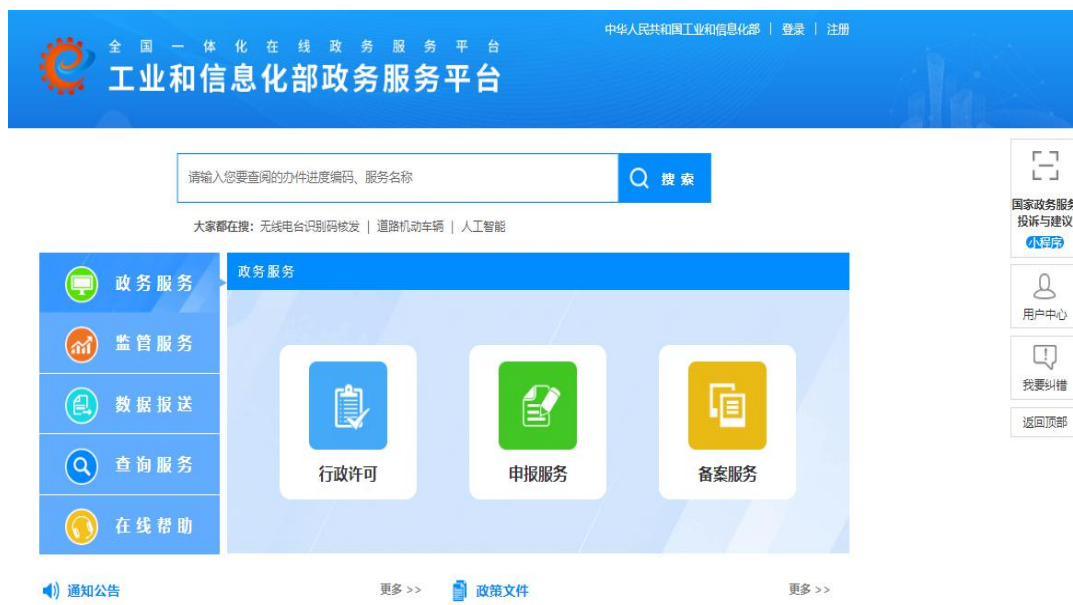 中华人民共和国工业和信息化部 | 登录 | 注册
全国一体化在线政务服务平台
工业和信息化部政务服务平台
请输入您要查阅的办件进度编码、服务名称
搜索
大家都在搜：无线电台识别码核发 | 道路机动车辆 | 人工智能
国家政务服务
投诉与建议
小程序
用户中心
我要纠错
返回顶部
政务服务
监管服务
数据报送
查询服务
在线帮助
政务服务
行政许可
申报服务
备案服务
通知公告
更多 >>
政策文件
更多 >>